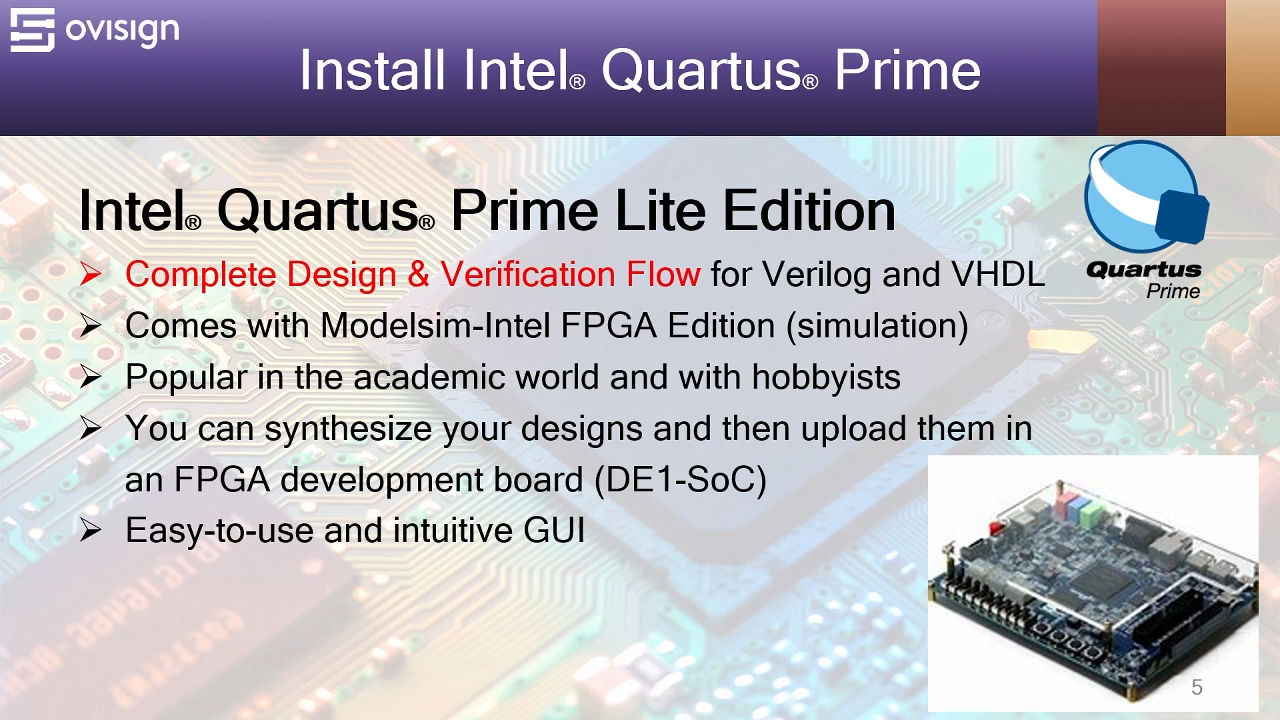 ovisign
Install Intel® Quartus® Prime
Intel® Quartus® Prime Lite Edition
Quartus
Prime
➢ Complete Design & Verification Flow for Verilog and VHDL
➢ Comes with Modelsim-Intel FPGA Edition (simulation)
➢ Popular in the academic world and with hobbyists
➢ You can synthesize your designs and then upload them in
an FPGA development board (DE1-SoC)
➢ Easy-to-use and intuitive GUI
5